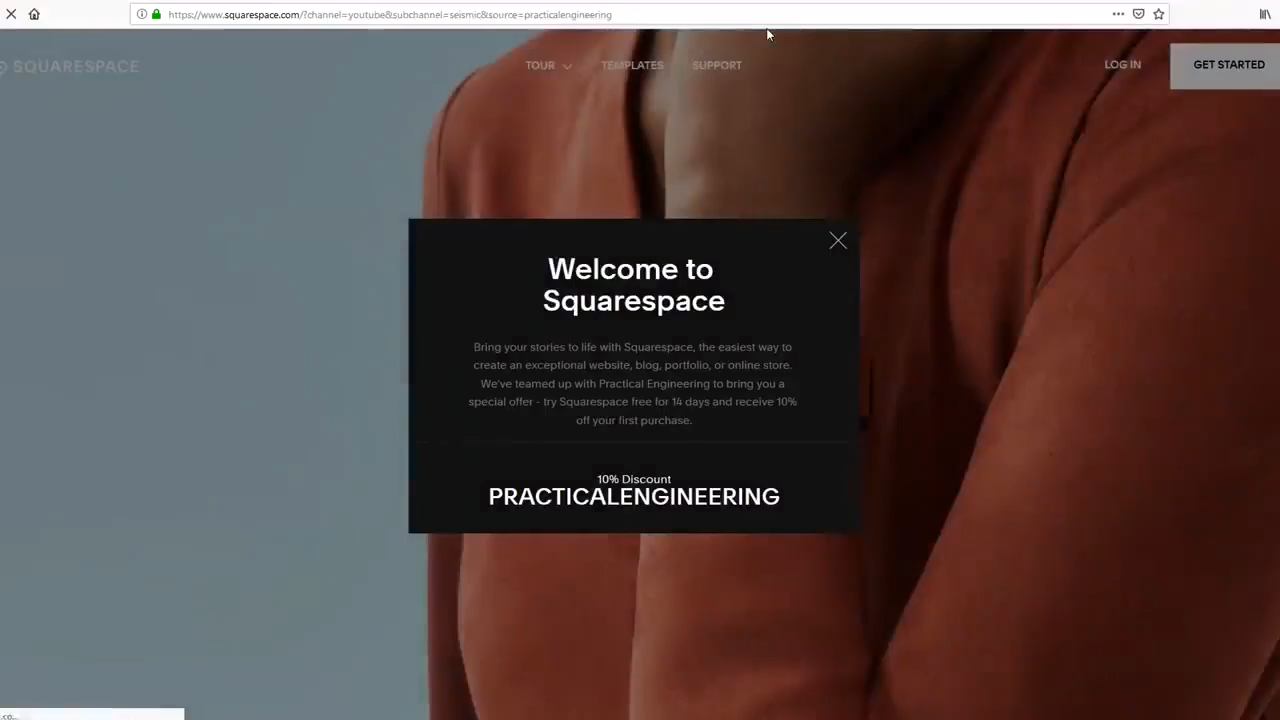 https://www.squarespace.com/?channel=youtube&subchannel=seismic&source=practicalengineering
SQUARESPACE
TOUR
TEMPLATES
SUPPORT
LOG IN
GET STARTED
Welcome to
Squarespace
Bring your stories to life with Squarespace, the easiest way to
create an exceptional website, blog, portfolio, or online store.
We've teamed up with Practical Engineering to bring you a
special offer - try Squarespace free for 14 days and receive 10%
off your first purchase.
10% Discount
PRACTICALENGINEERING